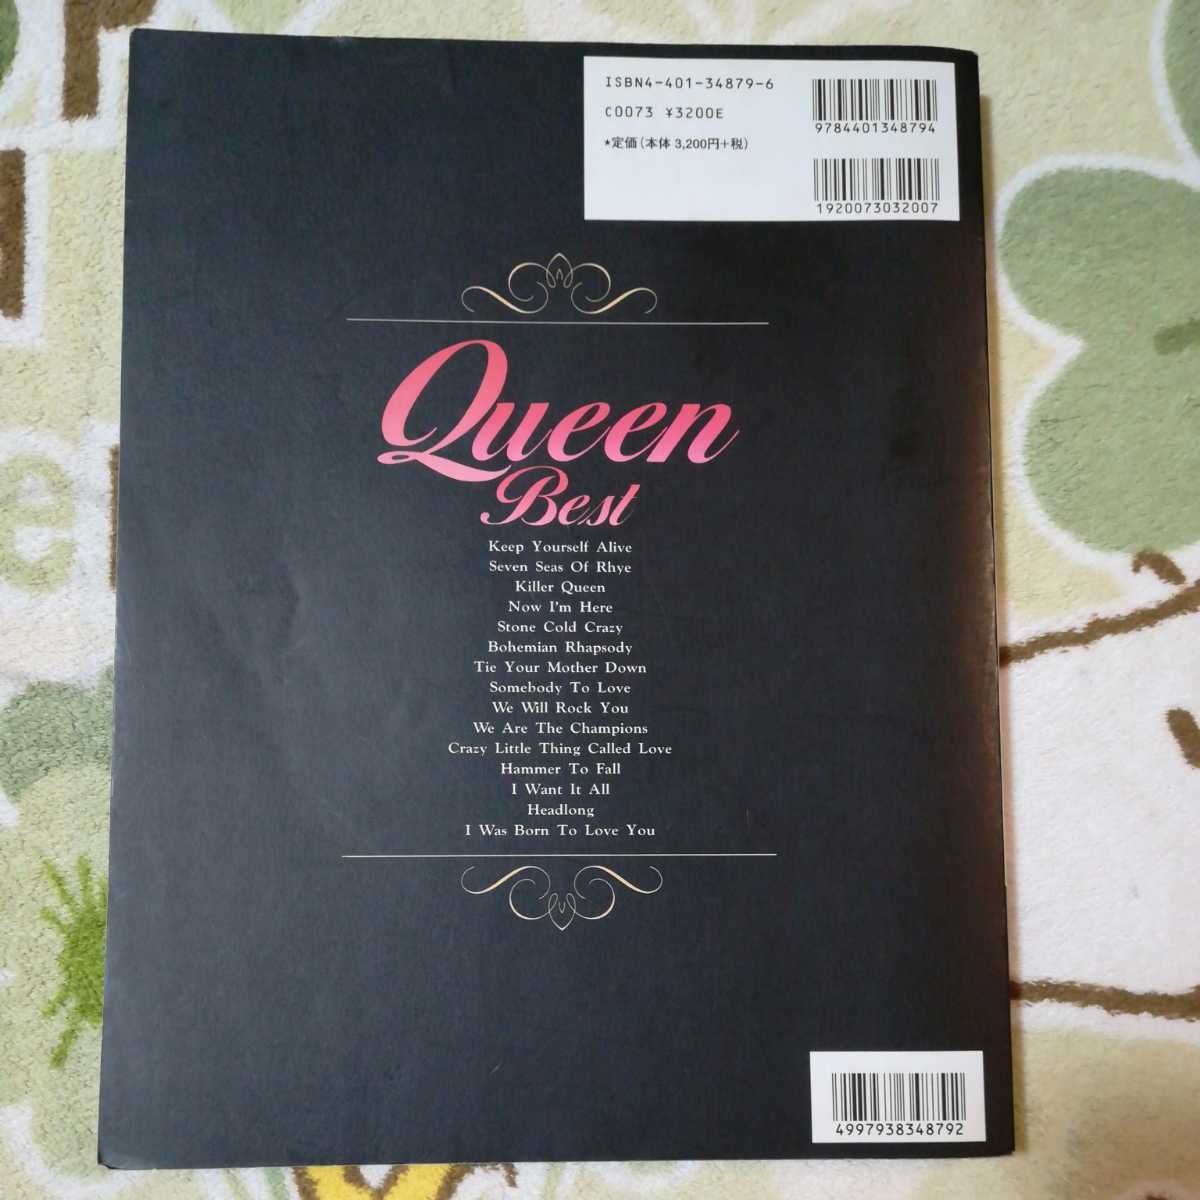 ISBN4-401-34879-6
C0073 ¥3200E
★定価(本体 3,200円+税)
9784401348794
1920073032007
Queen
Best
Keep Yourself Alive
Seven Seas Of Rhye
Killer Queen
Now I'm Here
Stone Cold Crazy
Bohemian Rhapsody
Tie Your Mother Down
Somebody To Love
We Will Rock You
We Are The Champions
Crazy Little Thing Called Love
Hammer To Fall
I Want It All
Headlong
I Was Born To Love You
4997938348792